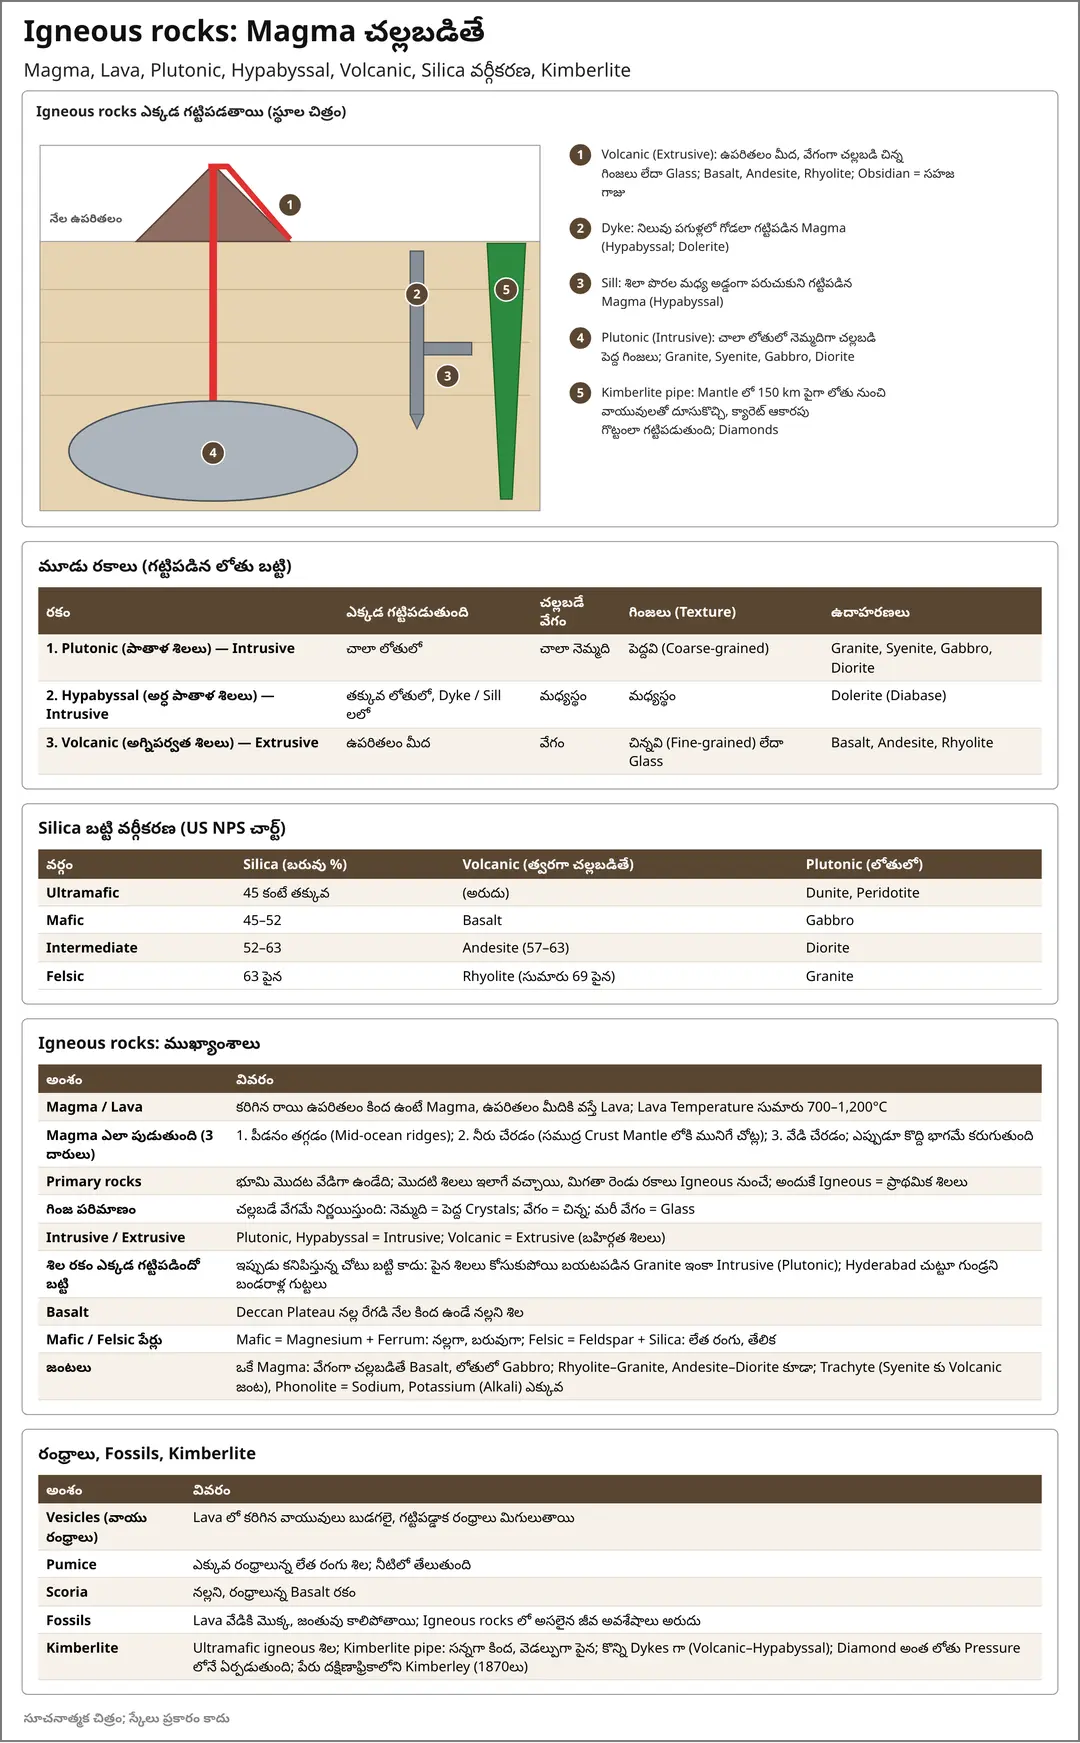 Igneous rocks: Magma చల్లబడితే
Magma, Lava, Plutonic, Hypabyssal, Volcanic, Silica వర్గీకరణ, Kimberlite
Igneous rocks ఎక్కడ గట్టిపడతాయి (స్థూల చిత్రం)
నేల ఉపరితలం
1
2
3
4
5
1 Volcanic (Extrusive): ఉపరితలం మీద, వేగంగా చల్లబడి చిన్న
గింజలు లేదా Glass; Basalt, Andesite, Rhyolite; Obsidian = సహజ
గాజు
2 Dyke: నిలువు పగుళ్లలో గోడలా గట్టిపడిన Magma
(Hypabyssal; Dolerite)
3 Sill: శిలా పొరల మధ్య అడ్డంగా పరుచుకుని గట్టిపడిన
Magma (Hypabyssal)
4 Plutonic (Intrusive): చాలా లోతులో నెమ్మదిగా చల్లబడి
పెద్ద గింజలు; Granite, Syenite, Gabbro, Diorite
5 Kimberlite pipe: Mantle లో 150 km పైగా లోతు నుంచి
వాయువులతో దూసుకొచ్చి, క్యారెట్ ఆకారపు
గొట్టంలా గట్టిపడుతుంది; Diamonds
మూడు రకాలు (గట్టిపడిన లోతు బట్టి)
రకం ఎక్కడ గట్టిపడుతుంది చల్లబడే వేగం గింజలు (Texture) ఉదాహరణలు
1. Plutonic (పాతాళ శిలలు) — Intrusive చాలా లోతులో చాలా నెమ్మది పెద్దవి (Coarse-grained) Granite, Syenite, Gabbro, Diorite
2. Hypabyssal (అర్ధ పాతాళ శిలలు) — Intrusive తక్కువ లోతులో, Dyke / Sill లలో మధ్యస్థం మధ్యస్థం Dolerite (Diabase)
3. Volcanic (అగ్నిపర్వత శిలలు) — Extrusive ఉపరితలం మీద వేగం చిన్నవి (Fine-grained) లేదా Glass Basalt, Andesite, Rhyolite
Silica బట్టి వర్గీకరణ (US NPS చార్ట్)
వర్గం Silica (బరువు %) Volcanic (త్వరగా చల్లబడితే) Plutonic (లోతులో)
Ultramafic 45 కంటే తక్కువ (అరుదు) Dunite, Peridotite
Mafic 45–52 Basalt Gabbro
Intermediate 52–63 Andesite (57–63) Diorite
Felsic 63 పైన Rhyolite (సుమారు 69 పైన) Granite
Igneous rocks: ముఖ్యాంశాలు
అంశం వివరం
Magma / Lava కరిగిన రాయి ఉపరితలం కింద ఉంటే Magma, ఉపరితలం మీదికి వస్తే Lava; Lava Temperature సుమారు 700–1,200°C
Magma ఎలా పుడుతుంది (3 దారులు) 1. పీడనం తగ్గడం (Mid-ocean ridges); 2. నీరు చేరడం (సముద్ర Crust Mantle లోకి మునిగే చోట్ల); 3. వేడి చేరడం; ఎప్పుడూ కొద్ది భాగమే కరుగుతుంది
Primary rocks భూమి మొదట వేడిగా ఉండేది; మొదటి శిలలు ఇలాగే వచ్చాయి, మిగతా రెండు రకాలు Igneous నుంచే; అందుకే Igneous = ప్రాథమిక శిలలు
గింజ పరిమాణం చల్లబడే వేగమే నిర్ణయిస్తుంది: నెమ్మది = పెద్ద Crystals; వేగం = చిన్న; మరీ వేగం = Glass
Intrusive / Extrusive Plutonic, Hypabyssal = Intrusive; Volcanic = Extrusive (బహిర్గత శిలలు)
శిల రకం ఎక్కడ గట్టిపడిందో బట్టి ఇప్పుడు కనిపిస్తున్న చోటు బట్టి కాదు: పైన శిలలు కోసుకుపోయి బయటపడిన Granite ఇంకా Intrusive (Plutonic); Hyderabad చుట్టూ గుండ్రని
బండరాళ్ల గుట్టలు
Basalt Deccan Plateau నల్ల రేగడి నేల కింద ఉండే నల్లని శిల
Mafic / Felsic పేర్లు Mafic = Magnesium + Ferrum: నల్లగా, బరువుగా; Felsic = Feldspar + Silica: లేత రంగు, తేలిక
జంటలు ఒకే Magma: వేగంగా చల్లబడితే Basalt, లోతులో Gabbro; Rhyolite–Granite, Andesite–Diorite కూడా; Trachyte (Syenite కు Volcanic
జంట), Phonolite = Sodium, Potassium (Alkali) ఎక్కువ
రంధ్రాలు, Fossils, Kimberlite
అంశం వివరం
Vesicles (వాయు రంధ్రాలు) Lava లో కరిగిన వాయువులు బుడగలై, గట్టిపడ్డాక రంధ్రాలు మిగులుతాయి
Pumice ఎక్కువ రంధ్రాలున్న లేత రంగు శిల; నీటిలో తేలుతుంది
Scoria నల్లని, రంధ్రాలున్న Basalt రకం
Fossils Lava వేడికి మొక్క, జంతువు కాలిపోతాయి; Igneous rocks లో అసలైన జీవ అవశేషాలు అరుదు
Kimberlite Ultramafic igneous శిల; Kimberlite pipe: సన్నగా కింద, వెడల్పుగా పైన; కొన్ని Dykes గా (Volcanic–Hypabyssal); Diamond అంత లోతు Pressure
లోనే ఏర్పడుతుంది; పేరు దక్షిణాఫ్రికాలోని Kimberley (1870లు)
సూచనాత్మక చిత్రం; స్కేలు ప్రకారం కాదు